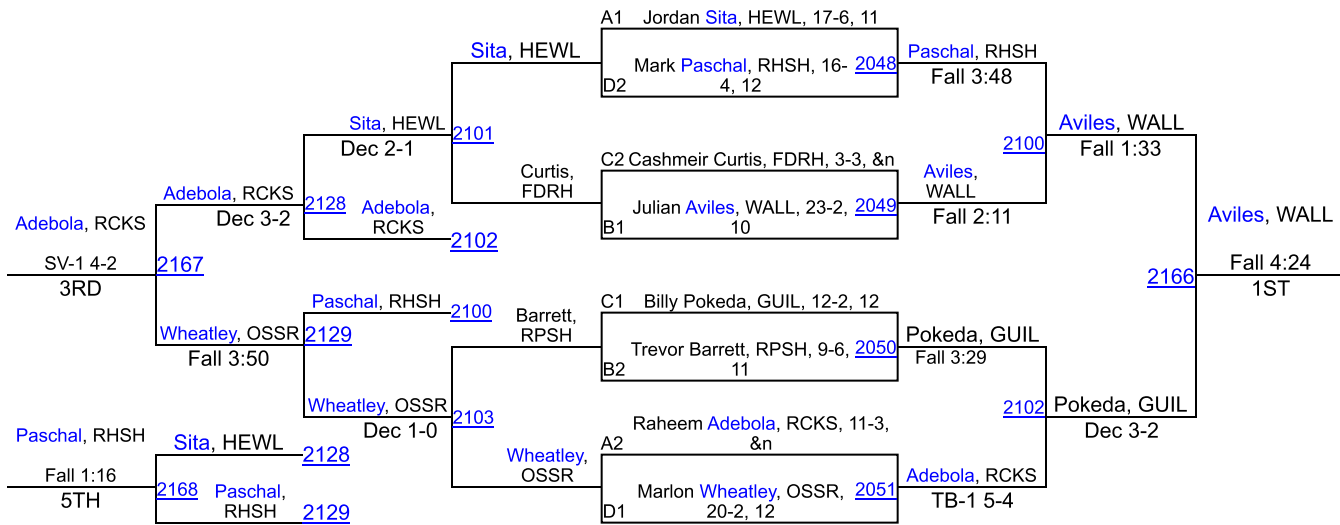 A1 Jordan Sita, HEWL, 17-6, 11
Sita, HEWL
Mark Paschal, RHSH, 16-
4, 12
2048
D2
Paschal, RHSH
Fall 3:48
Sita, HEWL
Dec 2-1
2101
2100
Aviles, WALL
Fall 1:33
Curtis,
FDRH
C2 Cashmeir Curtis, FDRH, 3-3, &n
Julian Aviles, WALL, 23-2,
10
2049
B1
Aviles,
WALL
Fall 2:11
Adebola, RCKS
Dec 3-2
2128
Adebola,
RCKS
2102
Adebola, RCKS
SV-1 4-2
3RD
2167
Aviles, WALL
2166
Fall 4:24
1ST
Paschal, RHSH
2100
Wheatley, OSSR
Fall 3:50
2129
Barrett,
RPSH
C1 Billy Pokeda, GUIL, 12-2, 12
Trevor Barrett, RPSH, 9-6,
11
2050
B2
Pokeda, GUIL
Fall 3:29
Wheatley, OSSR
Dec 1-0
2103
2102
Pokeda, GUIL
Dec 3-2
Paschal, RHSH
Fall 1:16
5TH
Sita, HEWL
2128
2168
Paschal,
RHSH
2129
Wheatley,
OSSR
Raheem Adebola, RCKS, 11-3,
&n
A2
Marlon Wheatley, OSSR,
20-2, 12
2051
D1
Adebola, RCKS
TB-1 5-4